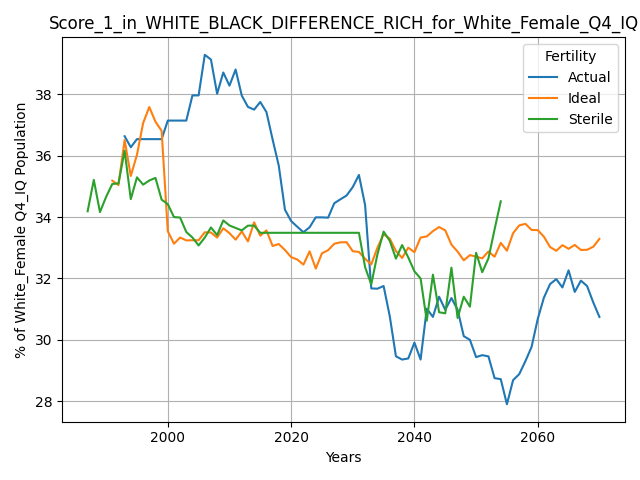 Score_1_in_WHITE_BLACK_DIFFERENCE_RICH_for_White_Female_Q4_IQ
Fertility
Actual
Ideal
Sterile
% of White_Female Q4_IQ Population
38
36
34
32
30
28
2000
2020
2040
2060
Years